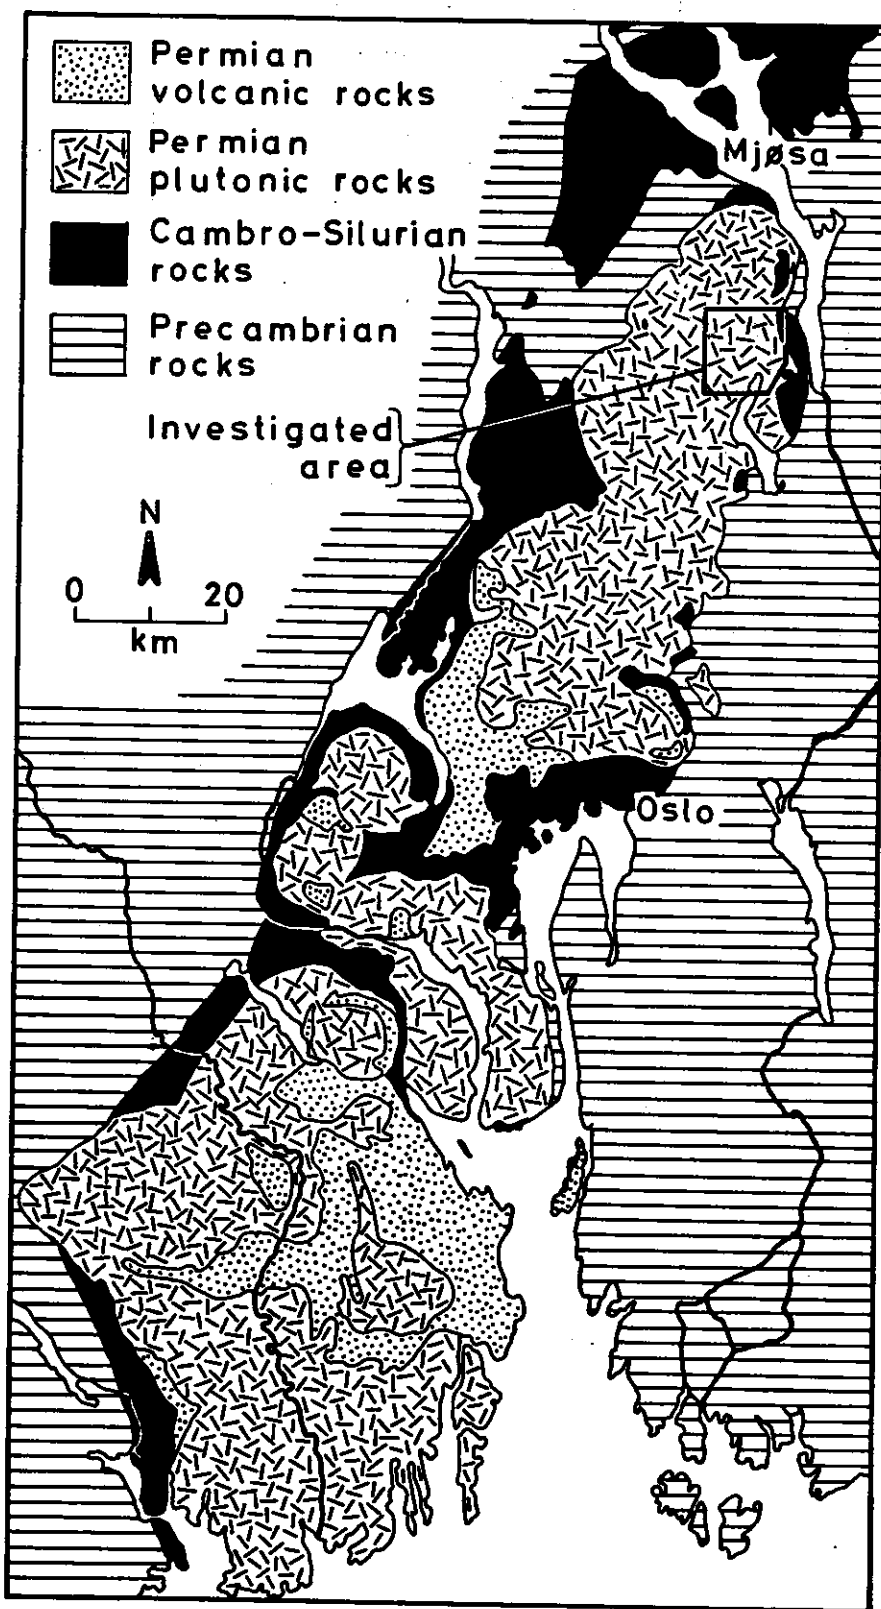 Permian
volcanic rocks
Permian
plutonic rocks
Cambro-Silurian
rocks
Precambrian
rocks
Mjøsa
Investigated
area
N
0 20
km
Oslo